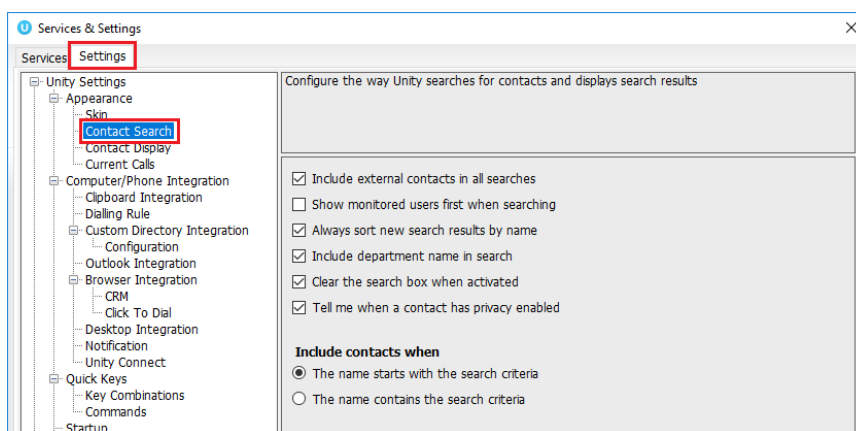 Services & Settings
Services
Settings
Unity Settings
Appearance
Skin
Contact Search
Contact Display
Current Calls
Computer/Phone Integration
Clipboard Integration
Dialling Rule
Custom Directory Integration
Configuration
Outlook Integration
Browser Integration
CRM
Click To Dial
Desktop Integration
Notification
Unity Connect
Quick Keys
Key Combinations
Commands
Startup
Configure the way Unity searches for contacts and displays search results
Include external contacts in all searches
Show monitored users first when searching
Always sort new search results by name
Include department name in search
Clear the search box when activated
Tell me when a contact has privacy enabled
Include contacts when
The name starts with the search criteria
The name contains the search criteria